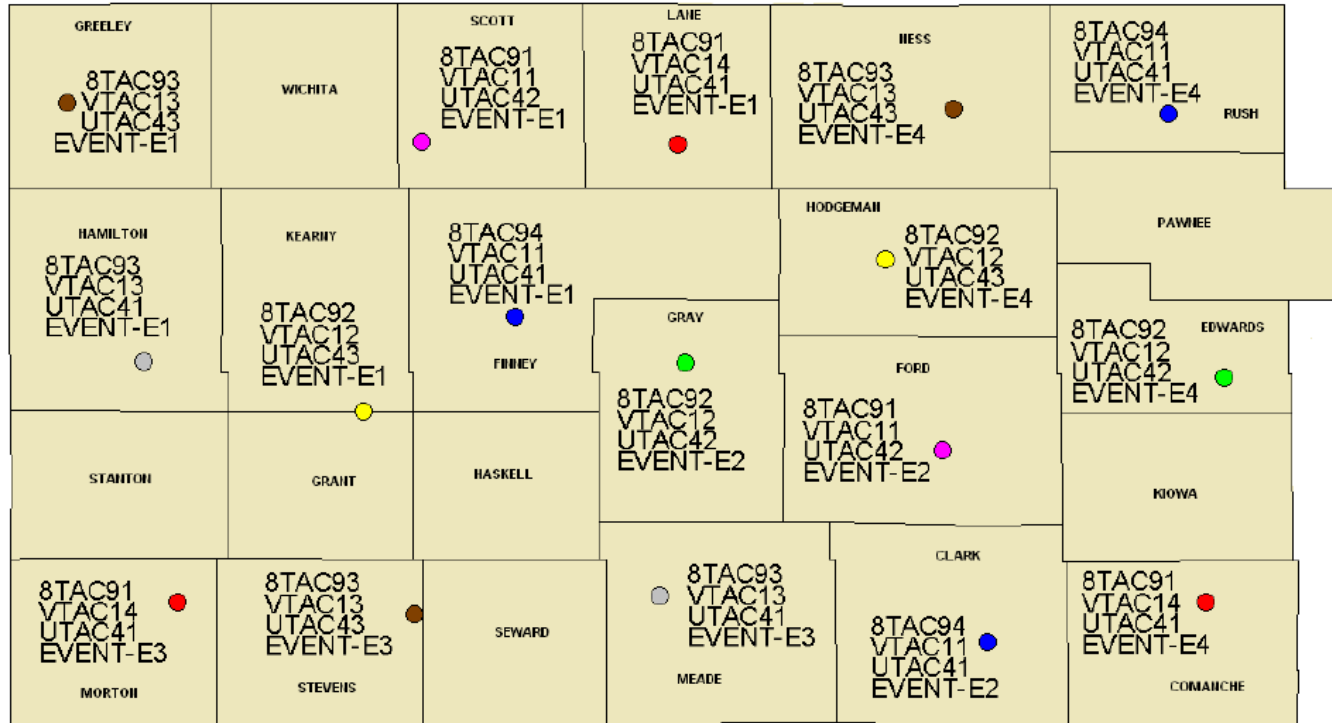 GREELEY
8TAC93
VTAC13
UTAC43
EVENT-E1
WICHITA
SCOTT
8TAC91
VTAC11
UTAC42
EVENT-E1
LANE
8TAC91
VTAC14
UTAC41
EVENT-E1
NESS
8TAC93
VTAC13
UTAC43
EVENT-E4
8TAC94
VTAC11
UTAC41
EVENT-E4
RUSH
HAMILTON
8TAC93
VTAC13
UTAC41
EVENT-E1
KEARNY
8TAC92
VTAC12
UTAC43
EVENT-E1
8TAC94
VTAC11
UTAC41
EVENT-E1
FINNEY
HODGEMAN
8TAC92
VTAC12
UTAC43
EVENT-E4
PAWNEE
GRAY
8TAC92
VTAC12
UTAC42
EVENT-E2
FORD
8TAC91
VTAC11
UTAC42
EVENT-E2
EDWARDS
8TAC92
VTAC12
UTAC42
EVENT-E4
STANTON
GRANT
HASKELL
KIOWA
8TAC91
VTAC14
UTAC41
EVENT-E3
MORTON
8TAC93
VTAC13
UTAC43
EVENT-E3
STEVENS
SEWARD
8TAC93
VTAC13
UTAC41
EVENT-E3
MEADE
CLARK
8TAC94
VTAC11
UTAC41
EVENT-E2
8TAC91
VTAC14
UTAC41
EVENT-E4
COMANCHE